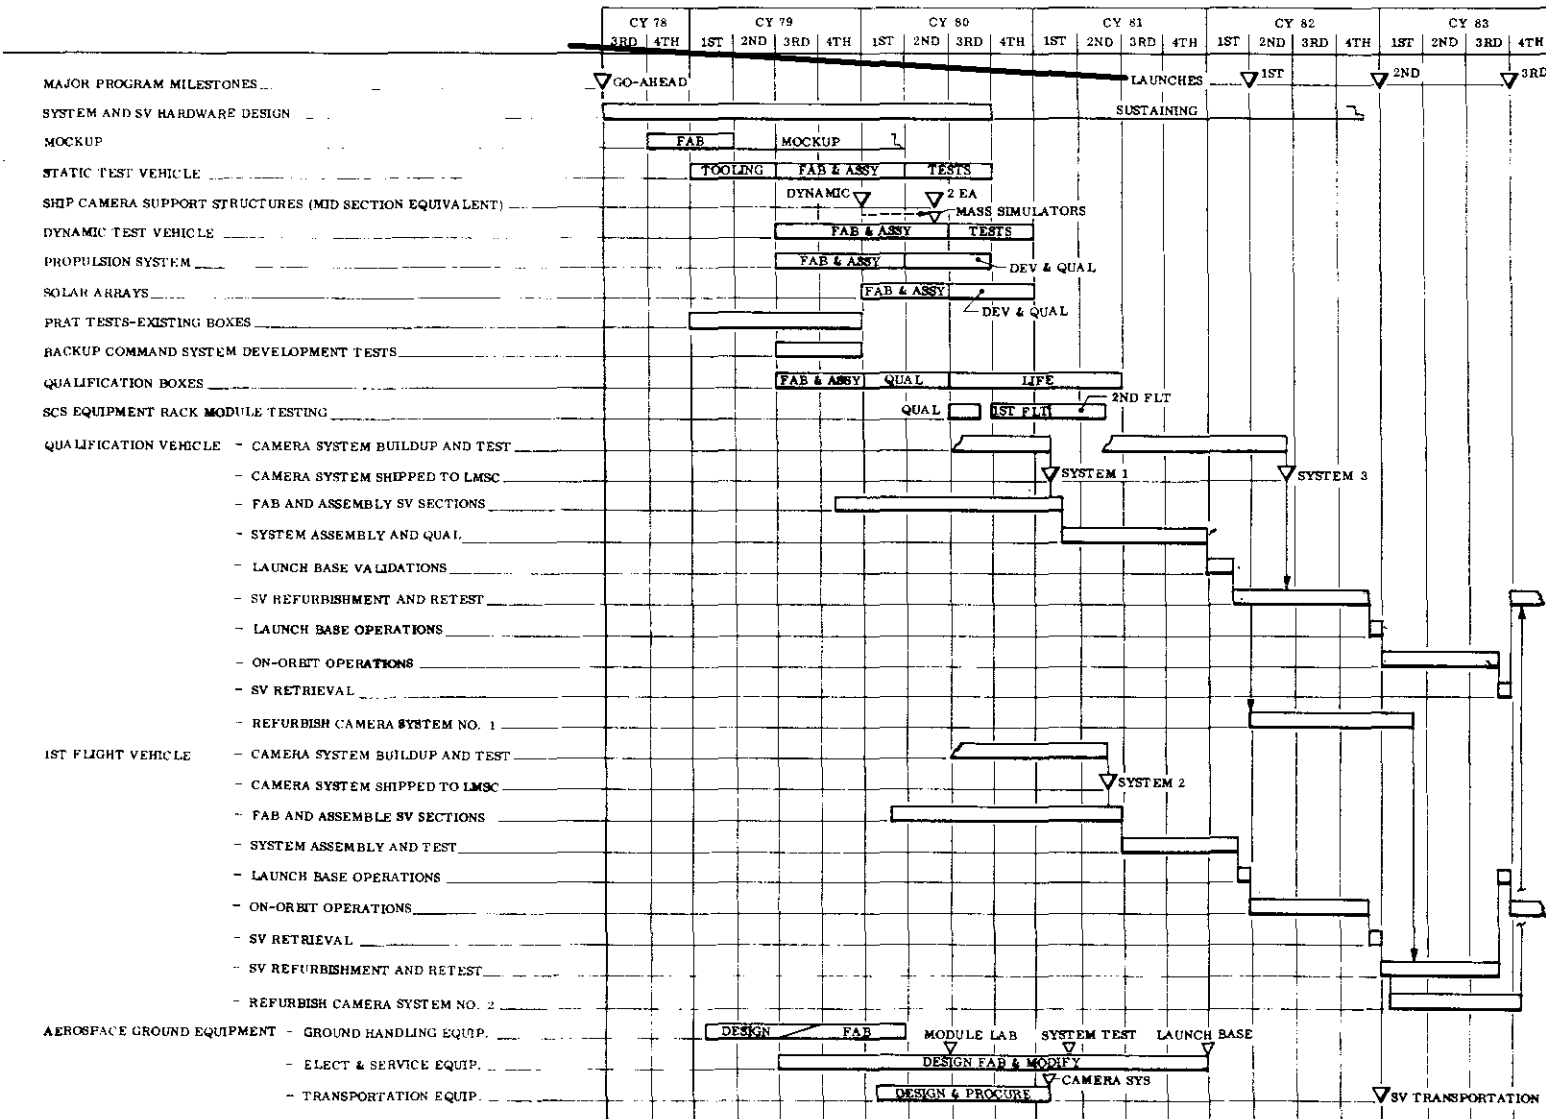 CY 78 CY 79 CY 80 CY 81 CY 82 CY 83
3RD 4TH 1ST 2ND 3RD 4TH 1ST 2ND 3RD 4TH 1ST 2ND 3RD 4TH 1ST 2ND 3RD 4TH 1ST 2ND 3RD 4TH
MAJOR PROGRAM MILESTONES GO-AHEAD LAUNCHES 1ST 2ND 3RD
SYSTEM AND SV HARDWARE DESIGN SUSTAINING
MOCKUP FAB MOCKUP
STATIC TEST VEHICLE TOOLING FAB & ASSY TESTS
SHIP CAMERA SUPPORT STRUCTURES (MID SECTION EQUIVALENT) DYNAMIC 2 EA
MASS SIMULATORS
DYNAMIC TEST VEHICLE FAB & ASSY TESTS
PROPULSION SYSTEM FAB & ASSY DEV & QUAL
SOLAR ARRAYS FAB & ASSY DEV & QUAL
PRAT TESTS-EXISTING BOXES
BACKUP COMMAND SYSTEM DEVELOPMENT TESTS
QUALIFICATION BOXES FAB & ASSY QUAL LIFE
SCS EQUIPMENT RACK MODULE TESTING QUAL 1ST FLT 2ND FLT
QUALIFICATION VEHICLE - CAMERA SYSTEM BUILDUP AND TEST
- CAMERA SYSTEM SHIPPED TO LMSC SYSTEM 1 SYSTEM 3
- FAB AND ASSEMBLY SV SECTIONS
- SYSTEM ASSEMBLY AND QUAL
- LAUNCH BASE VALIDATIONS
- SV REFURBISHMENT AND RETEST
- LAUNCH BASE OPERATIONS
- ON-ORBIT OPERATIONS
- SV RETRIEVAL
- REFURBISH CAMERA SYSTEM NO. 1
1ST FLIGHT VEHICLE - CAMERA SYSTEM BUILDUP AND TEST
- CAMERA SYSTEM SHIPPED TO LMSC SYSTEM 2
- FAB AND ASSEMBLE SV SECTIONS
- SYSTEM ASSEMBLY AND TEST
- LAUNCH BASE OPERATIONS
- ON-ORBIT OPERATIONS
- SV RETRIEVAL
- SV REFURBISHMENT AND RETEST
- REFURBISH CAMERA SYSTEM NO. 2
AEROSPACE GROUND EQUIPMENT - GROUND HANDLING EQUIP. DESIGN FAB MODULE LAB SYSTEM TEST LAUNCH BASE
- ELECT & SERVICE EQUIP. DESIGN FAB & MODIFY
CAMERA SYS
- TRANSPORTATION EQUIP. DESIGN & PROCURE SV TRANSPORTATION